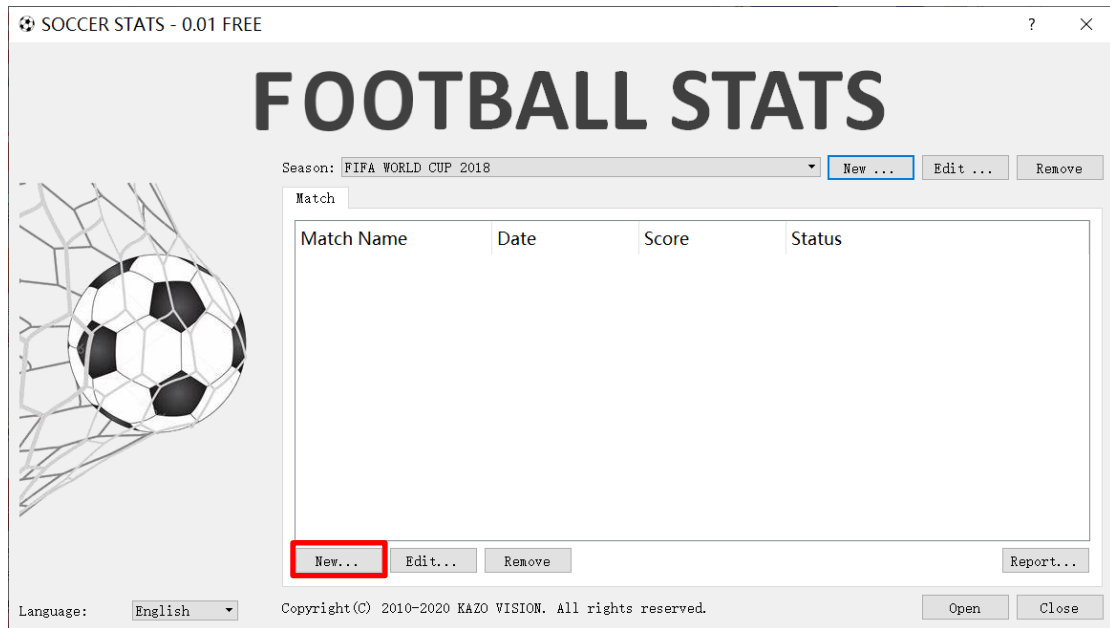 SOCCER STATS - 0.01 FREE ?
FOOTBALL STATS
Season: FIFA WORLD CUP 2018 New ... Edit ... Remove
Match
Match Name Date Score Status
New... Edit... Remove Report...
Language: English Copyright(C) 2010-2020 KAZO VISION. All rights reserved. Open Close